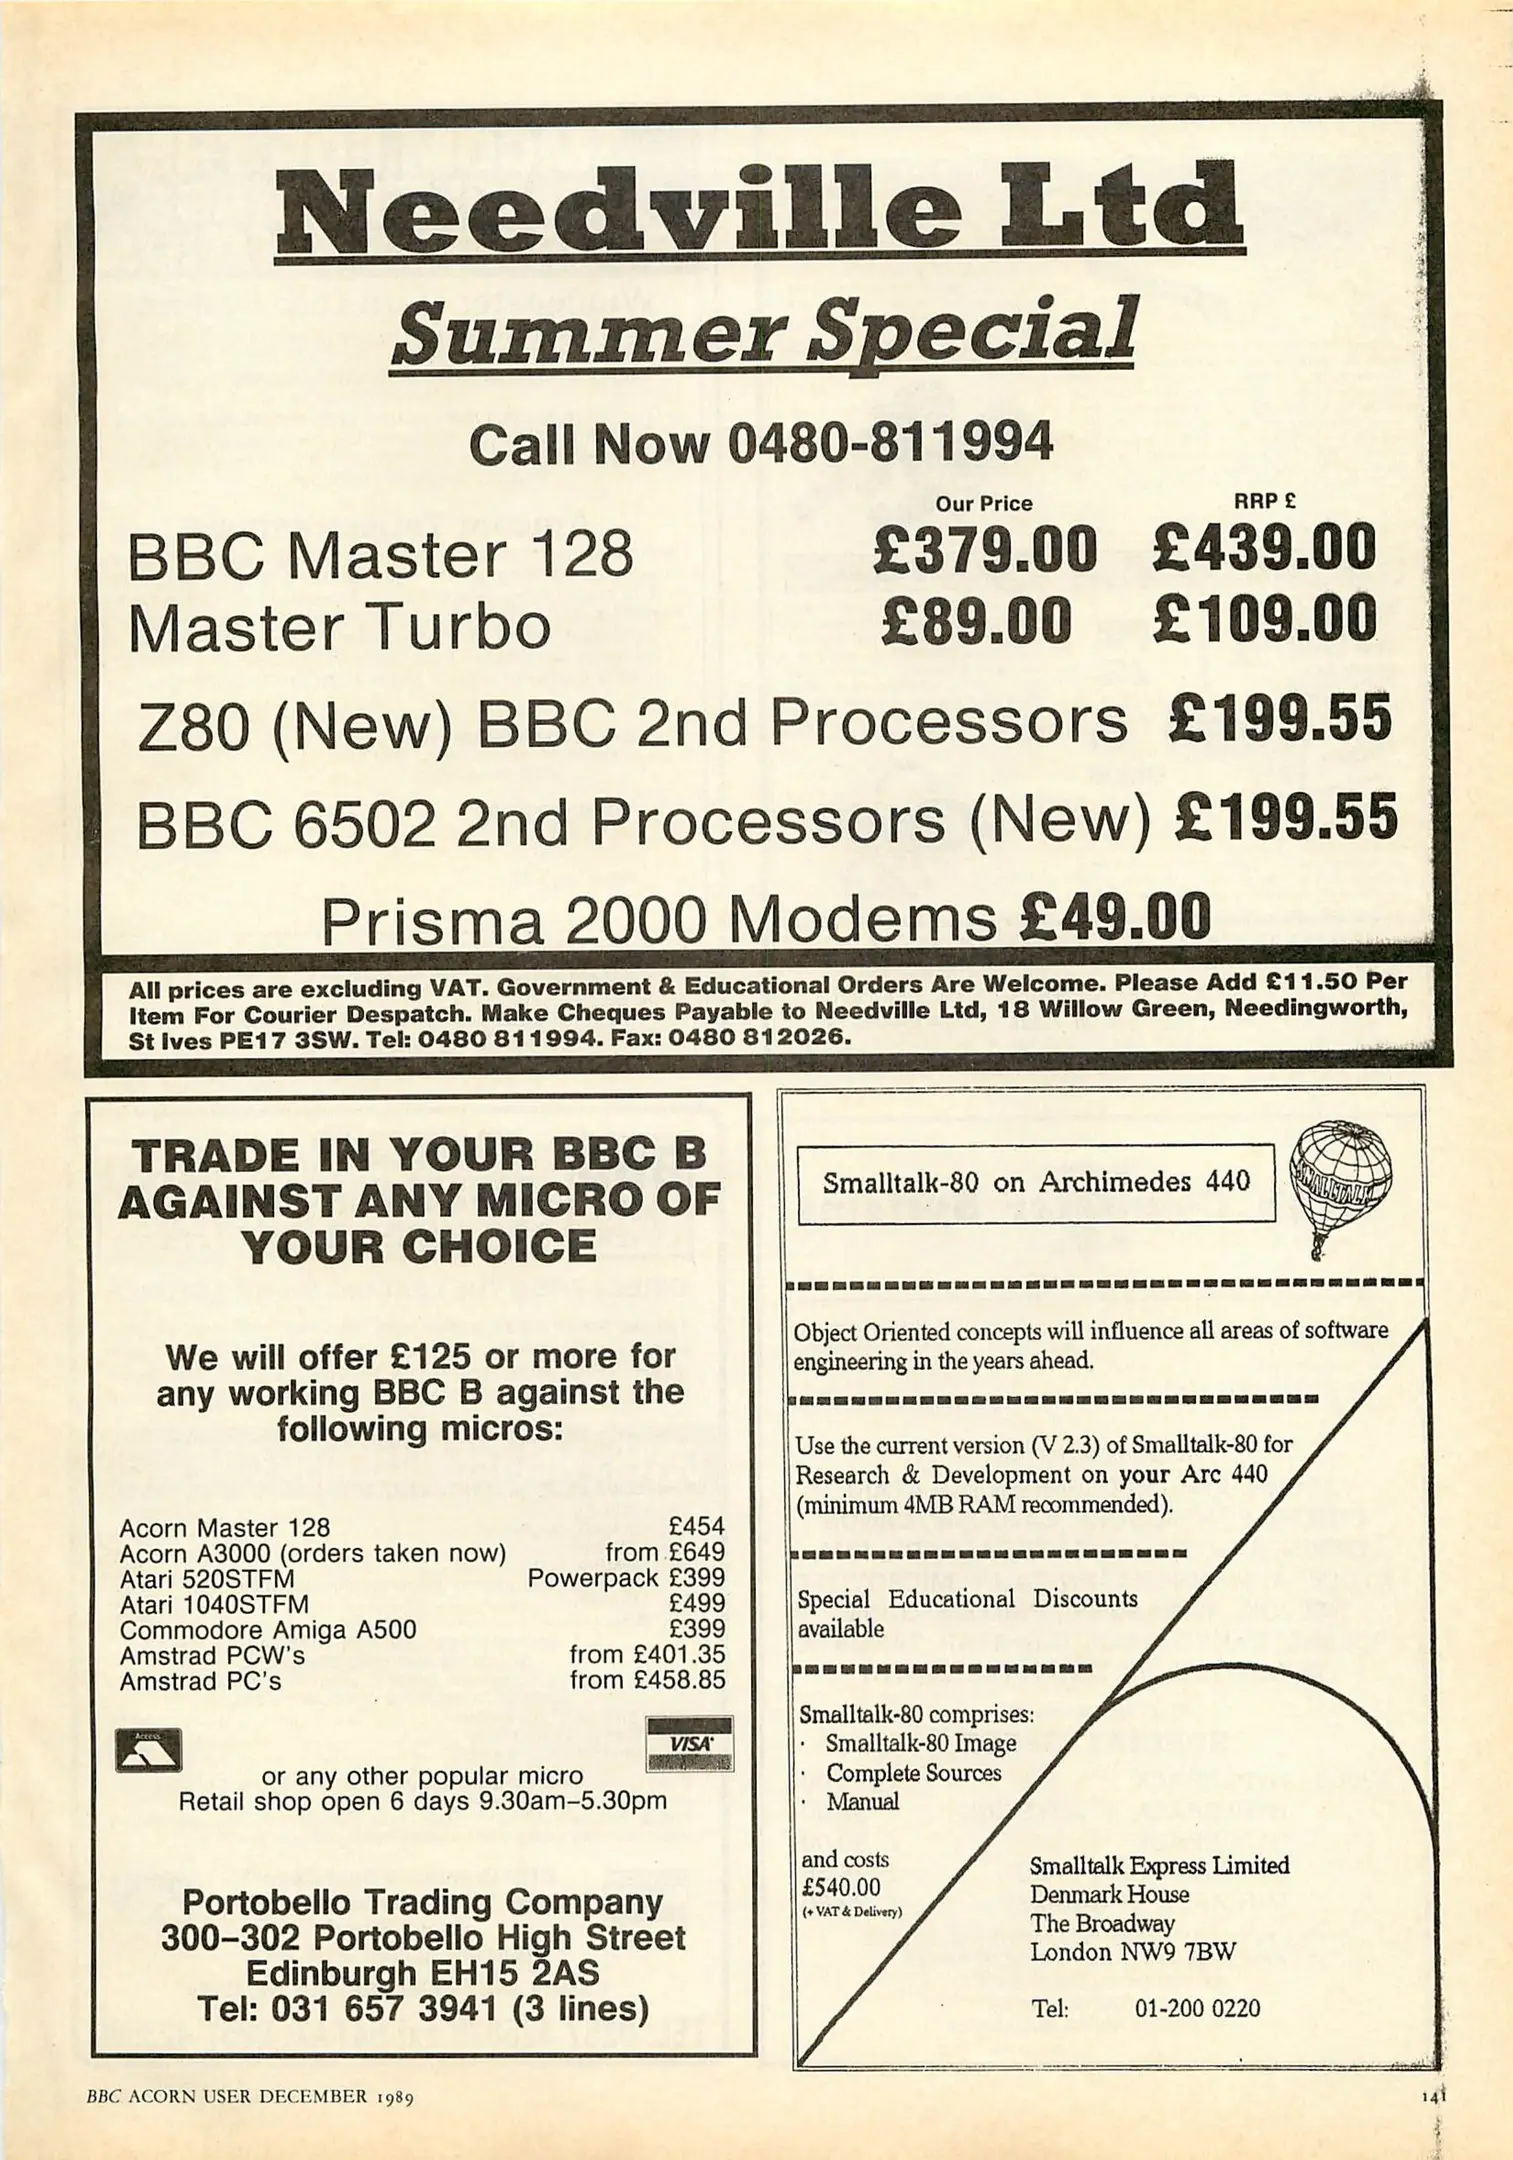 Needville Ltd
Summer Special
Call Now 0480-811994
Our Price RRP £
BBC Master 128 £379.00 £439.00
Master Turbo £89.00 £109.00
Z80 (New) BBC 2nd Processors £199.55
BBC 6502 2nd Processors (New) £199.55
Prisma 2000 Modems £49.00
All prices are excluding VAT. Government & Educational Orders Are Welcome. Please Add £11.50 Per
Item For Courier Despatch. Make Cheques Payable to Needville Ltd, 18 Willow Green, Needingworth,
St Ives PE17 3SW. Tel: 0480 811994. Fax: 0480 812026.
TRADE IN YOUR BBC B
AGAINST ANY MICRO OF
YOUR CHOICE
We will offer £125 or more for
any working BBC B against the
following micros:
Acorn Master 128 £454
Acorn A3000 (orders taken now) from £649
Atari 520STFM Powerpack £399
Atari 1040STFM £499
Commodore Amiga A500 £399
Amstrad PCW's from £401.35
Amstrad PC's from £458.85
Access
VISA
or any other popular micro
Retail shop open 6 days 9.30am–5.30pm
Portobello Trading Company
300–302 Portobello High Street
Edinburgh EH15 2AS
Tel: 031 657 3941 (3 lines)
Smalltalk-80 on Archimedes 440
SMALLTALK
Object Oriented concepts will influence all areas of software
engineering in the years ahead.
Use the current version (V 2.3) of Smalltalk-80 for
Research & Development on your Arc 440
(minimum 4MB RAM recommended).
Special Educational Discounts
available
Smalltalk-80 comprises:
· Smalltalk-80 Image
· Complete Sources
· Manual
and costs
£540.00
(+ VAT & Delivery)
Smalltalk Express Limited
Denmark House
The Broadway
London NW9 7BW
Tel: 01-200 0220
BBC ACORN USER DECEMBER 1989
141